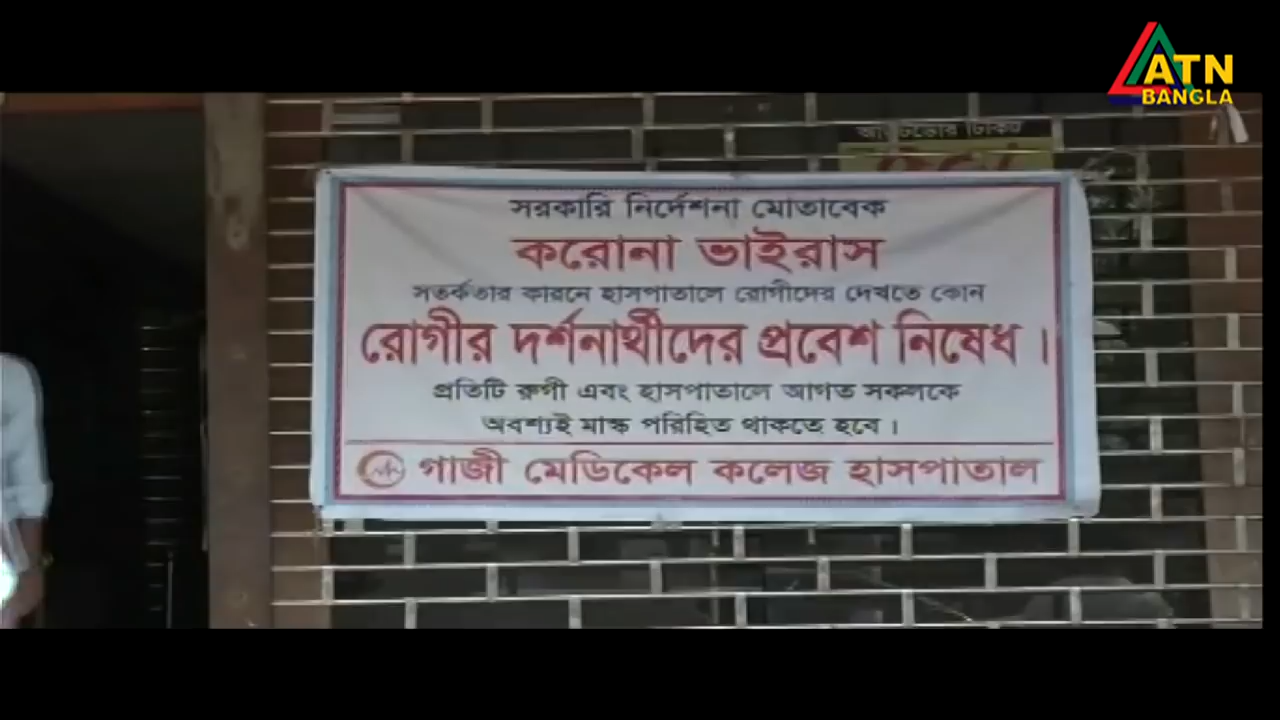 ATN
BANGLA
আউটডোর টিকিট
সরকারি নির্দেশনা মোতাবেক
করোনা ভাইরাস
সতর্কতার কারনে হাসপাতালে রোগীদের দেখতে কোন
রোগীর দর্শনার্থীদের প্রবেশ নিষেধ।
প্রতিটি রুগী এবং হাসপাতালে আগত সকলকে
অবশ্যই মাস্ক পরিহিত থাকতে হবে।
গাজী মেডিকেল কলেজ হাসপাতাল